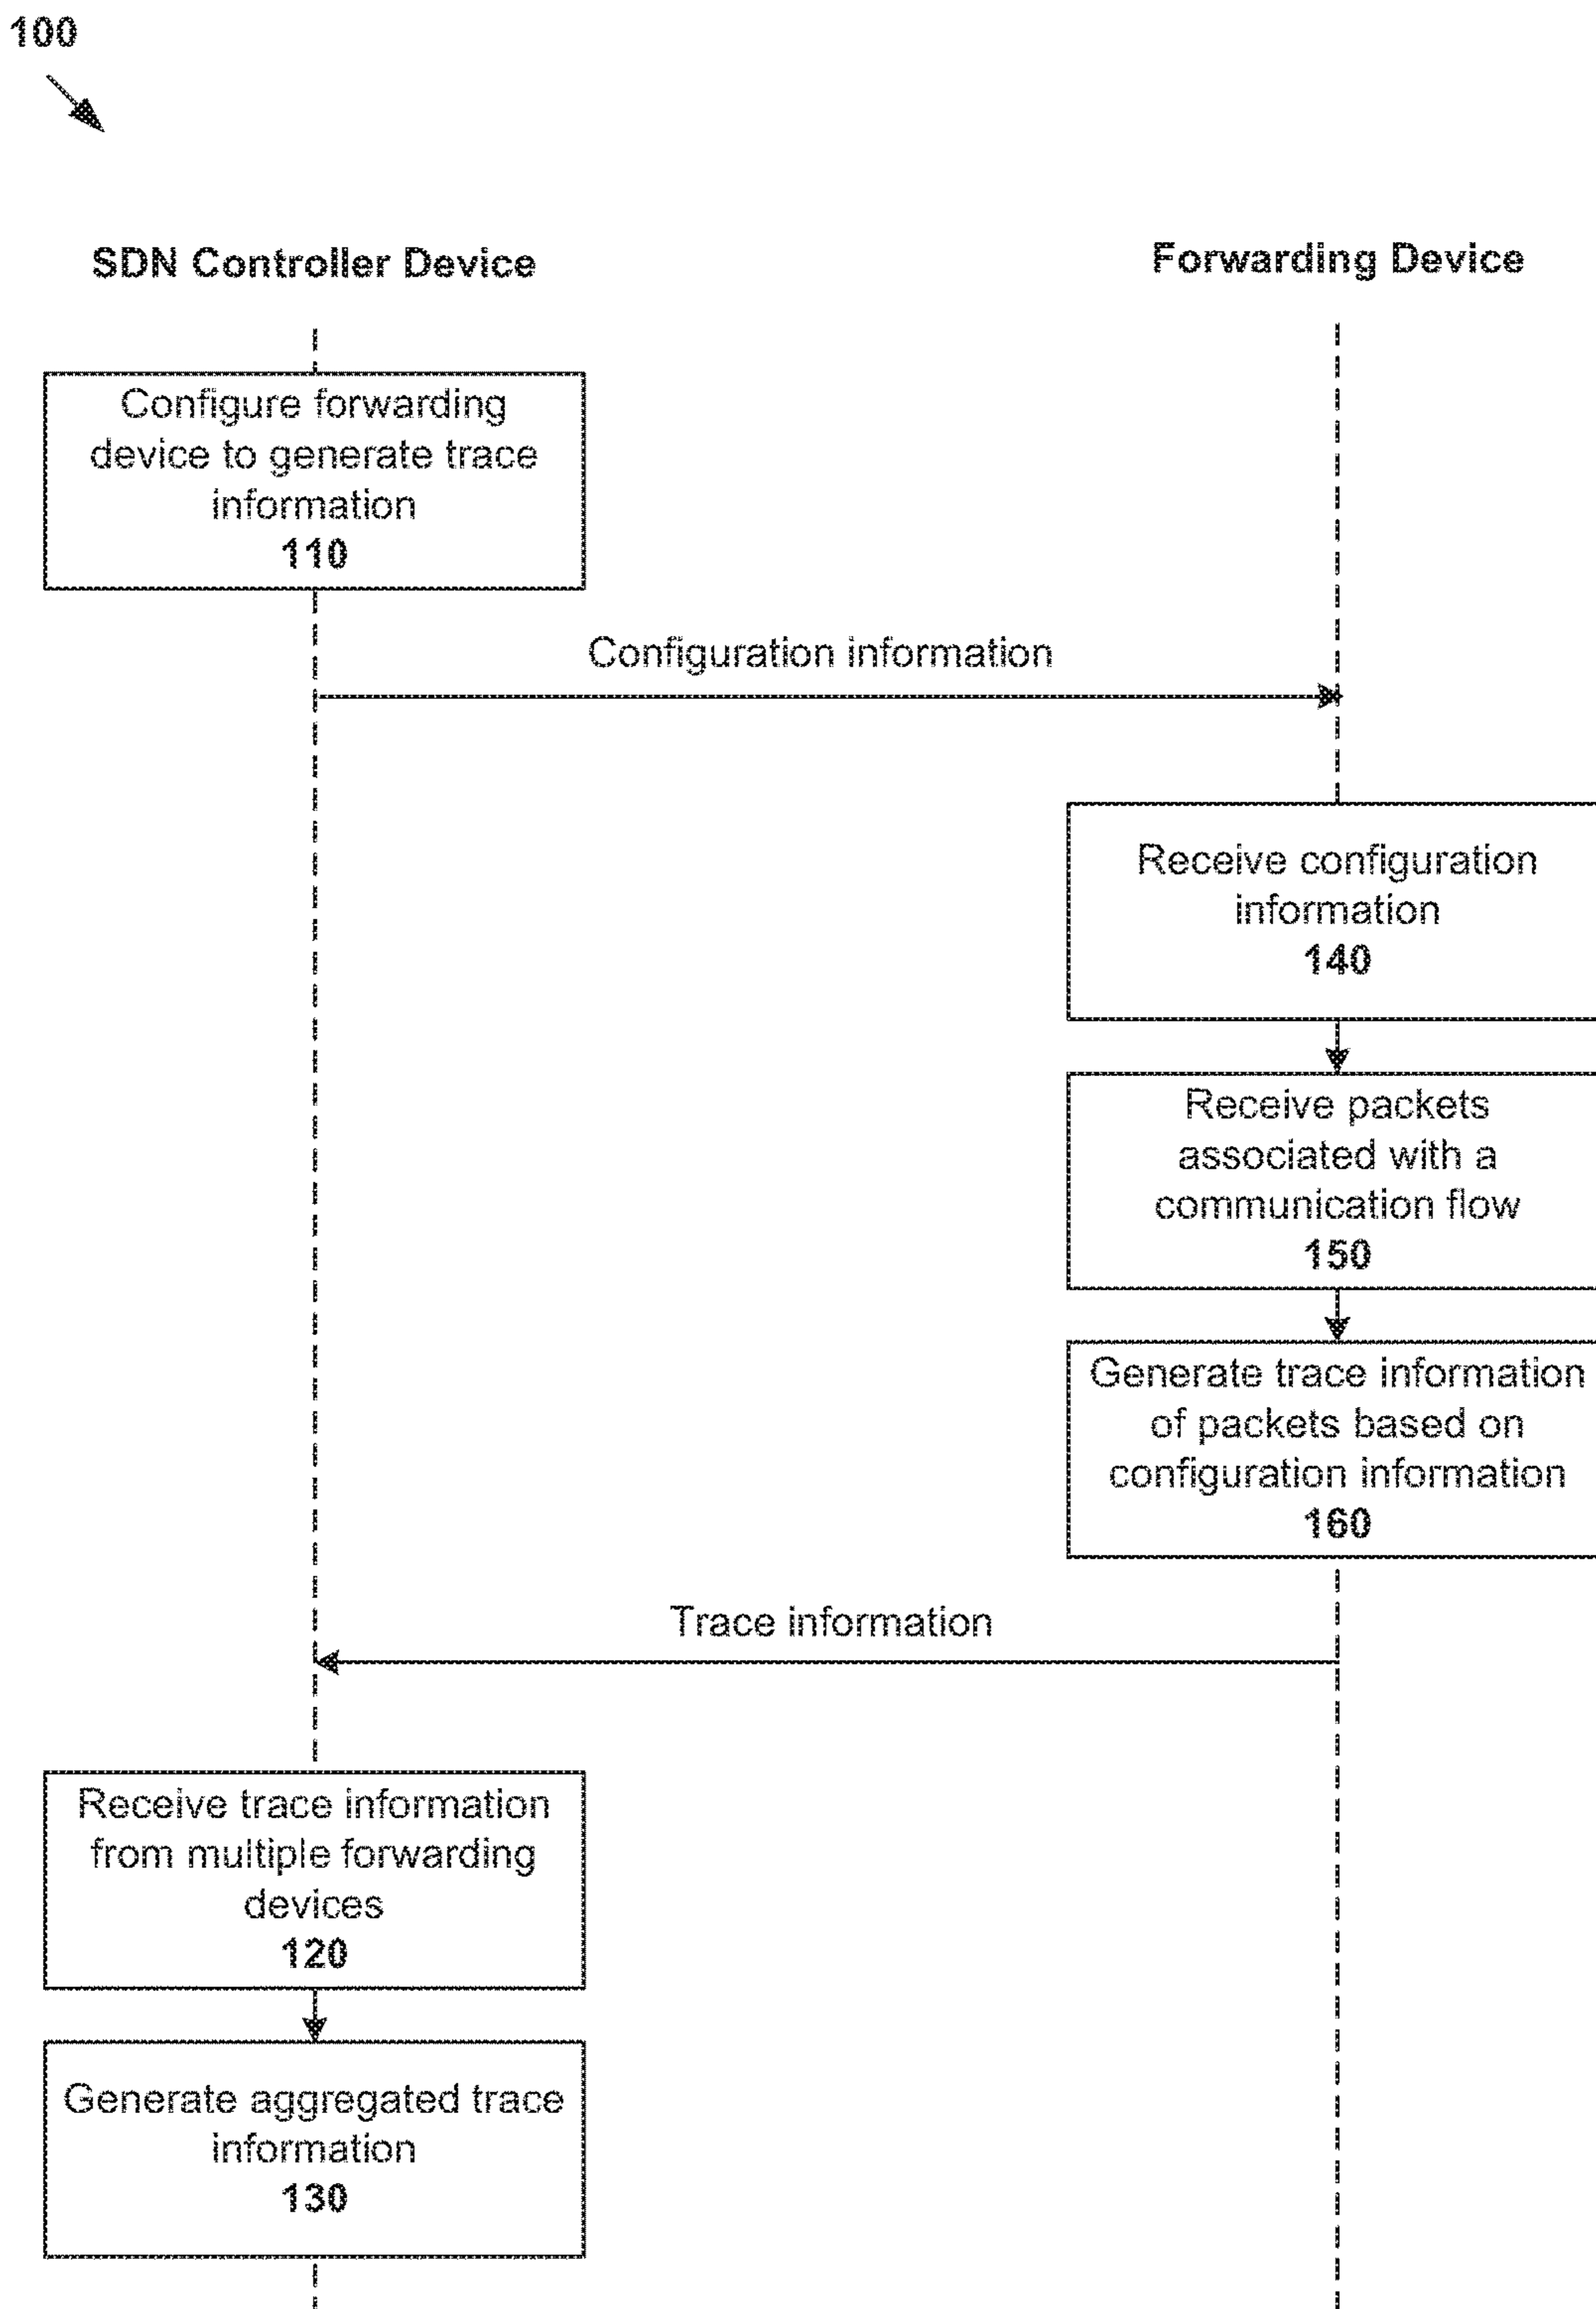 100
SDN Controller Device
Forwarding Device
Configure forwarding
device to generate trace
information
110
Configuration information
Receive configuration
information
140
Receive packets
associated with a
communication flow
150
Generate trace information
of packets based on
configuration information
160
Trace information
Receive trace information
from multiple forwarding
devices
120
Generate aggregated trace
information
130